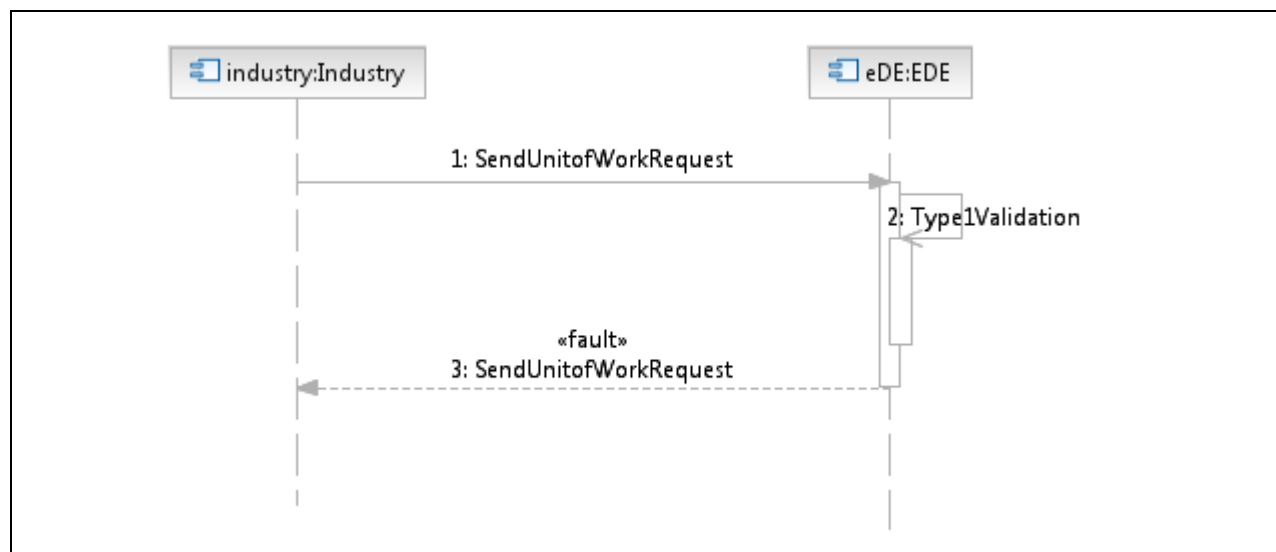 industry:Industry
eDE:EDE
1: SendUnitofWorkRequest
2: Type1Validation
«fault»
3: SendUnitofWorkRequest